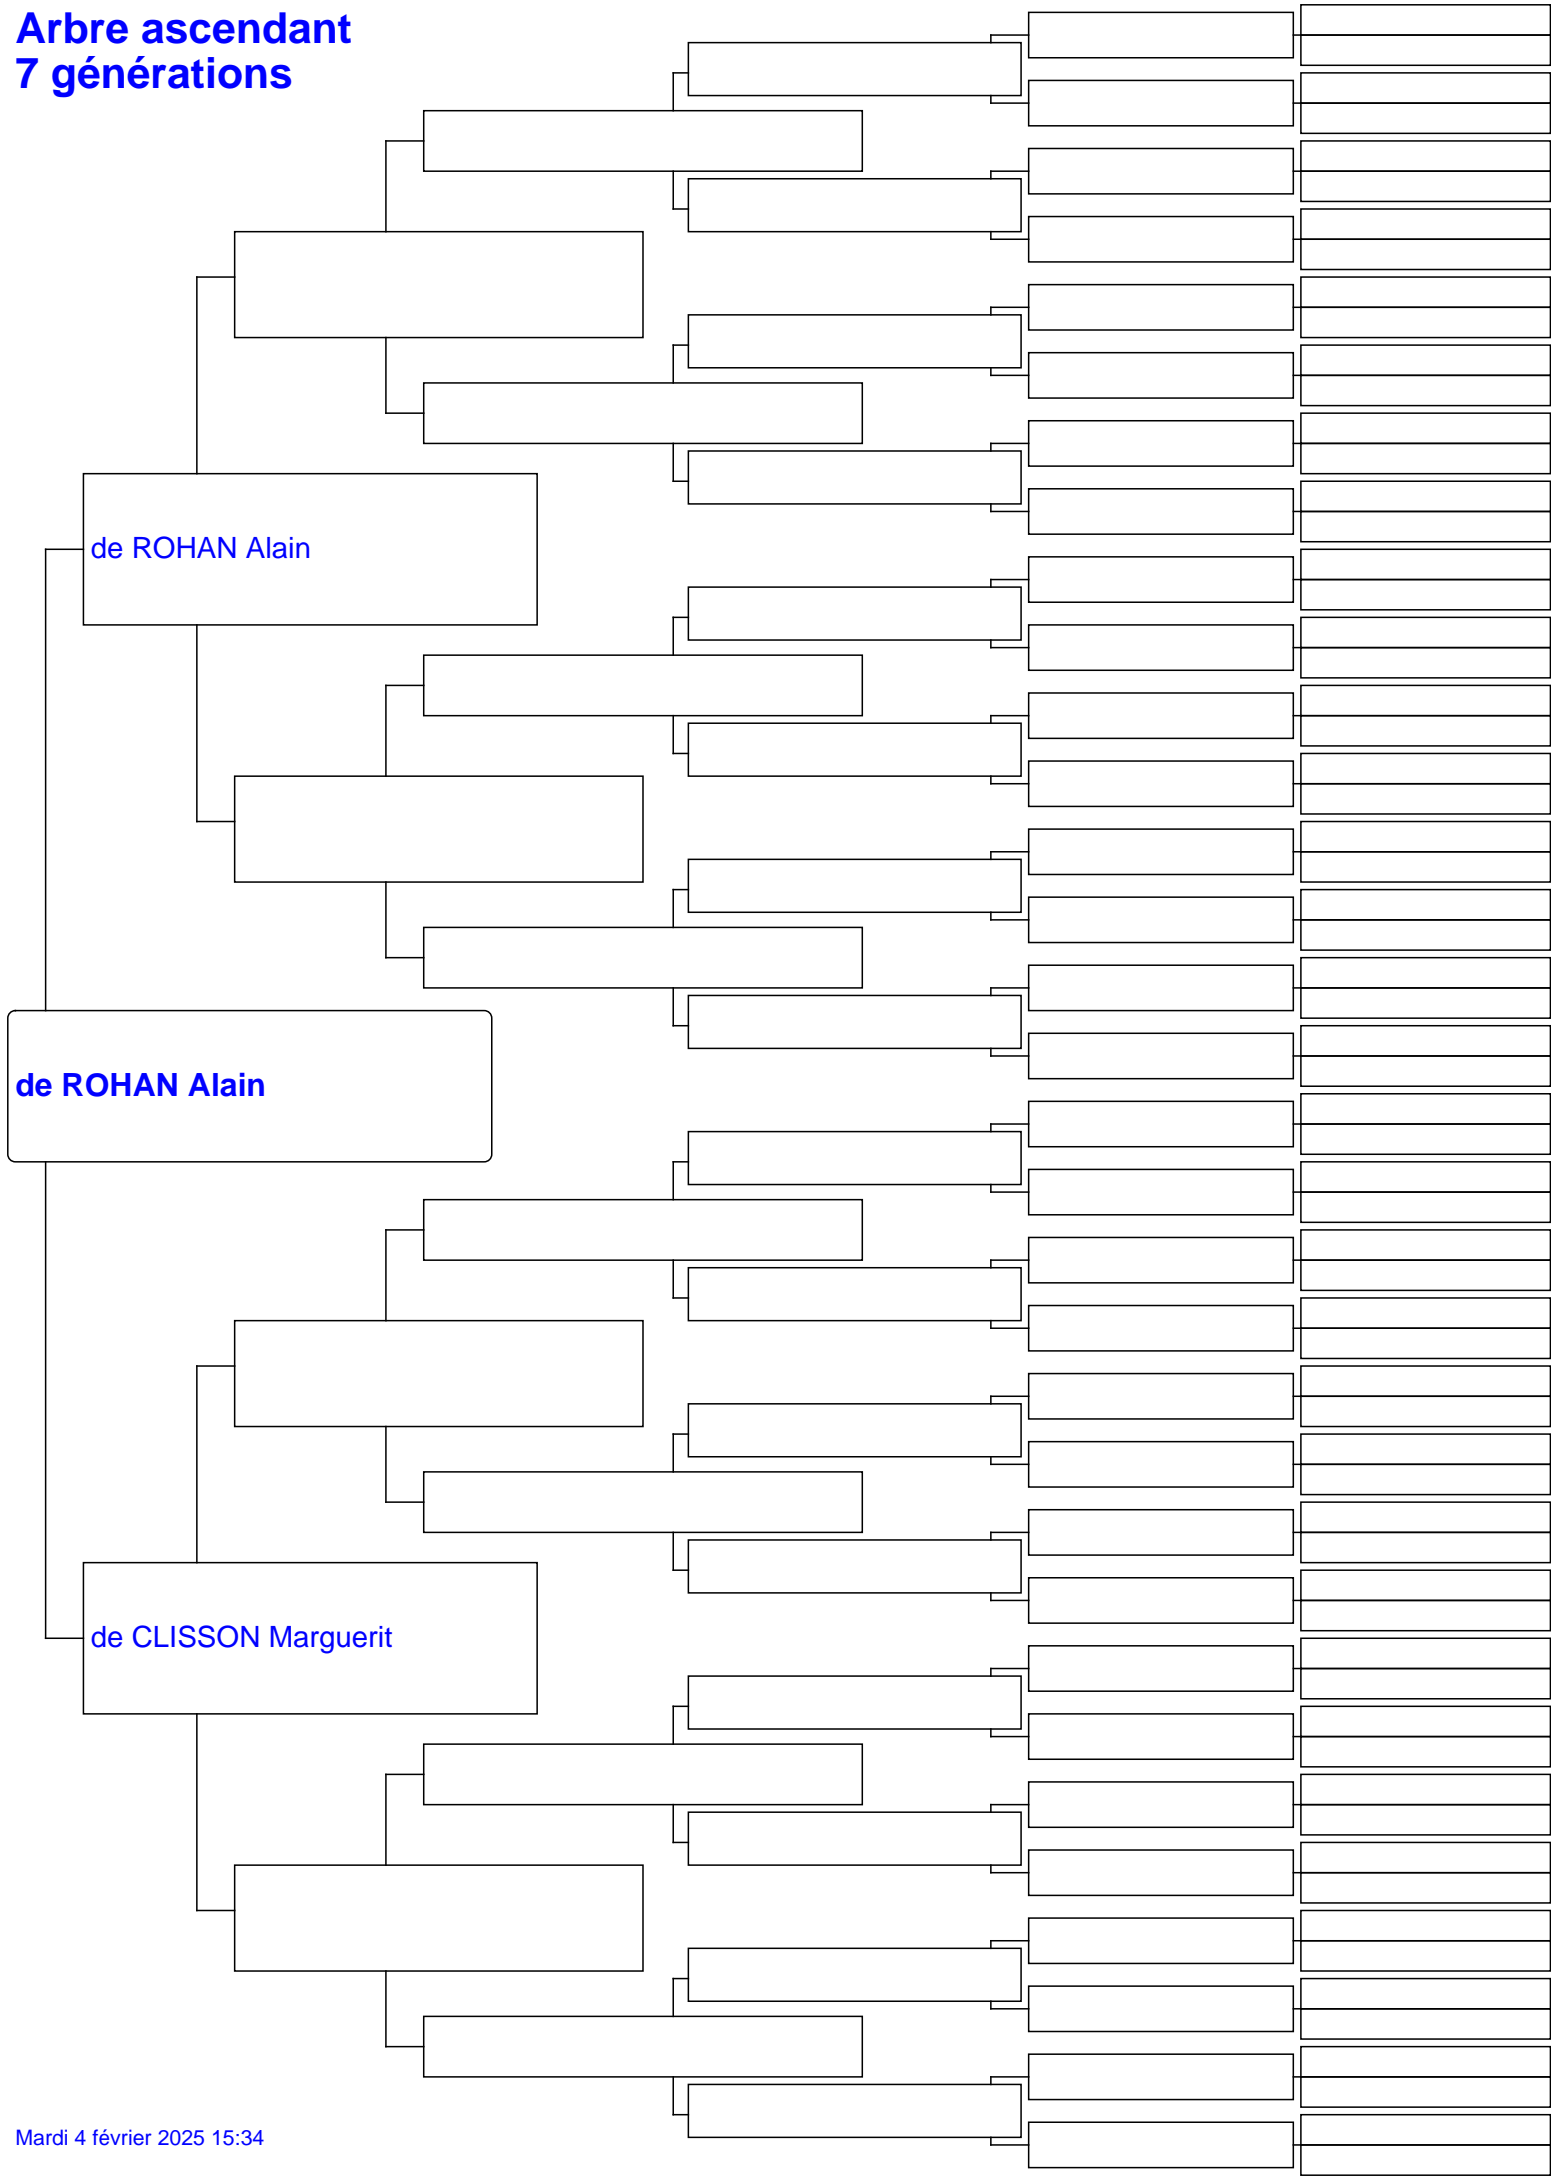 Arbre ascendant
7 générations
de ROHAN Alain
de ROHAN Alain
de CLISSON Marguerit
Mardi 4 février 2025 15:34